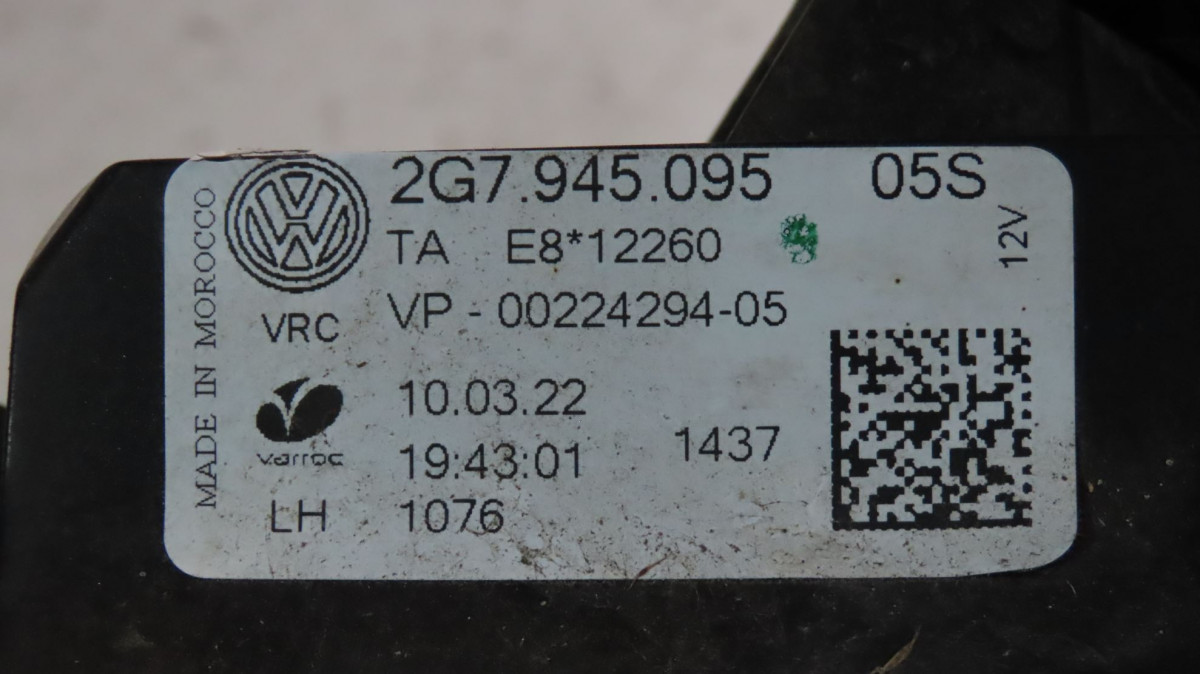 2G7.945.095 05S
TA E8*12260
12V
VP - 00224294-05
MADE IN MOROCCO
VRC
varroc
10.03.22
19:43:01 1437
LH 1076